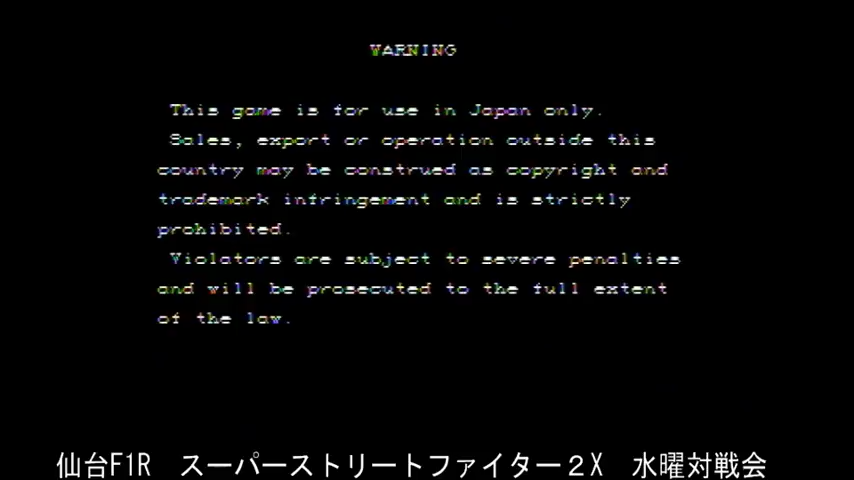 WARNING
This game is for use in Japan only.
Sales, export or operation outside this
country may be construed as copyright and
trademark infringement and is strictly
prohibited.
Violators are subject to severe penalties
and will be prosecuted to the full extent
of the law.
仙台F1R　スーパーストリートファイター２X　水曜対戦会